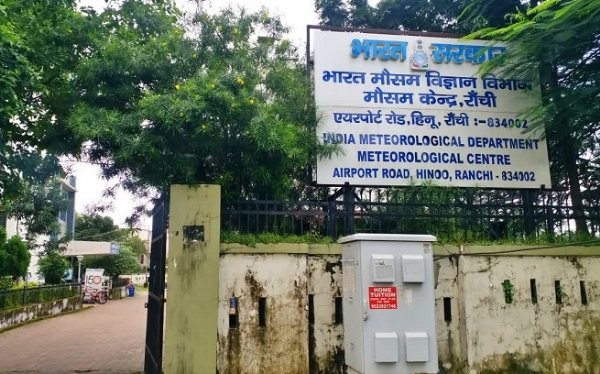 भारत सरकार
भारत मौसम विज्ञान विभाग
मौसम केन्द्र, राँची
एयरपोर्ट रोड, हिनू, राँची :-834002
INDIA METEOROLOGICAL DEPARTMENT
METEOROLOGICAL CENTRE
AIRPORT ROAD, HINOO, RANCHI - 834002
HOME
TUITION